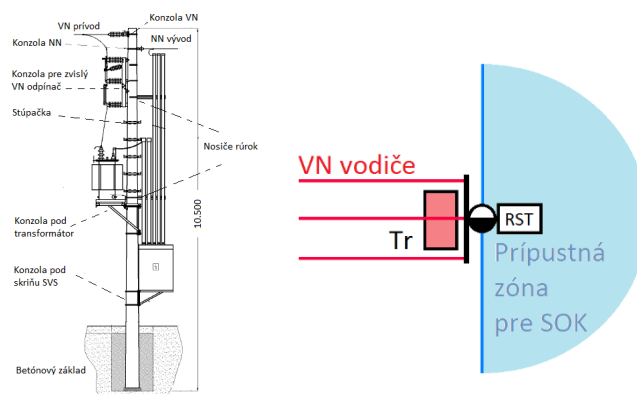 Konzola VN
VN prívod
Konzola NN
NN vývod
Konzola pre zvislý
VN odpínač
Stúpačka
Nosiče rúrok
10.500
Konzola pod
transformátor
Konzola pod
skriňu SVS
Betónový základ
VN vodiče
Tr
RST
Prípustná
zóna
pre SOK